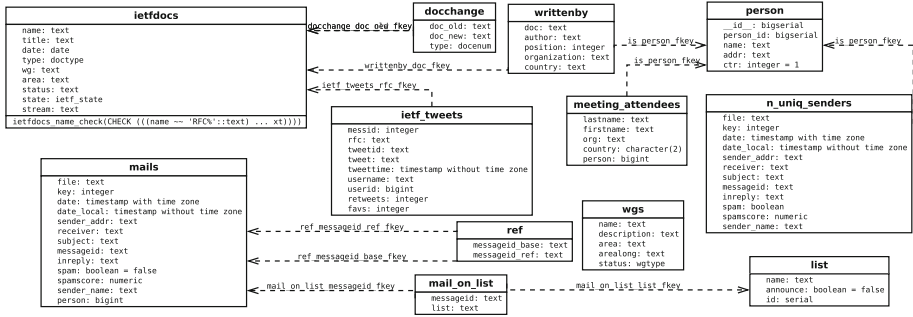 ietfdocs
name: text
title: text
date: date
type: doctype
wg: text
area: text
status: text
state: ietf_state
stream: text
ietfdocs_name_check(CHECK (((name ~~ 'RFC%'::text) ... xt))))
docchange
doc_old: text
doc_new: text
type: docenum
writtenby
doc: text
author: text
position: integer
organization: text
country: text
person
__id__: bigserial
person_id: bigserial
name: text
addr: text
ctr: integer = 1
is_person_fkey
is_person_fkey
is_person_fkey
writtenby_doc_fkey
ietf_tweets_rfc_fkey
ietf_tweets
messid: integer
rfc: text
tweetid: text
tweet: text
tweettime: timestamp without time zone
username: text
userid: bigint
retweets: integer
favs: integer
meeting_attendees
lastname: text
firstname: text
org: text
country: character(2)
person: bigint
n_uniq_senders
file: text
key: integer
date: timestamp with time zone
date_local: timestamp without time zone
sender_addr: text
receiver: text
subject: text
messageid: text
inreply: text
spam: boolean
spamscore: numeric
sender_name: text
mails
file: text
key: integer
date: timestamp with time zone
date_local: timestamp without time zone
sender_addr: text
receiver: text
subject: text
messageid: text
inreply: text
spam: boolean = false
spamscore: numeric
sender_name: text
person: bigint
ref_messageid_ref_fkey
ref_messageid_base_fkey
ref
messageid_base: text
messageid_ref: text
wgs
name: text
description: text
area: text
arealong: text
status: wgtype
mail_on_list_messageid_fkey
mail_on_list
messageid: text
list: text
mail_on_list_list_fkey
list
name: text
announce: boolean = false
id: serial